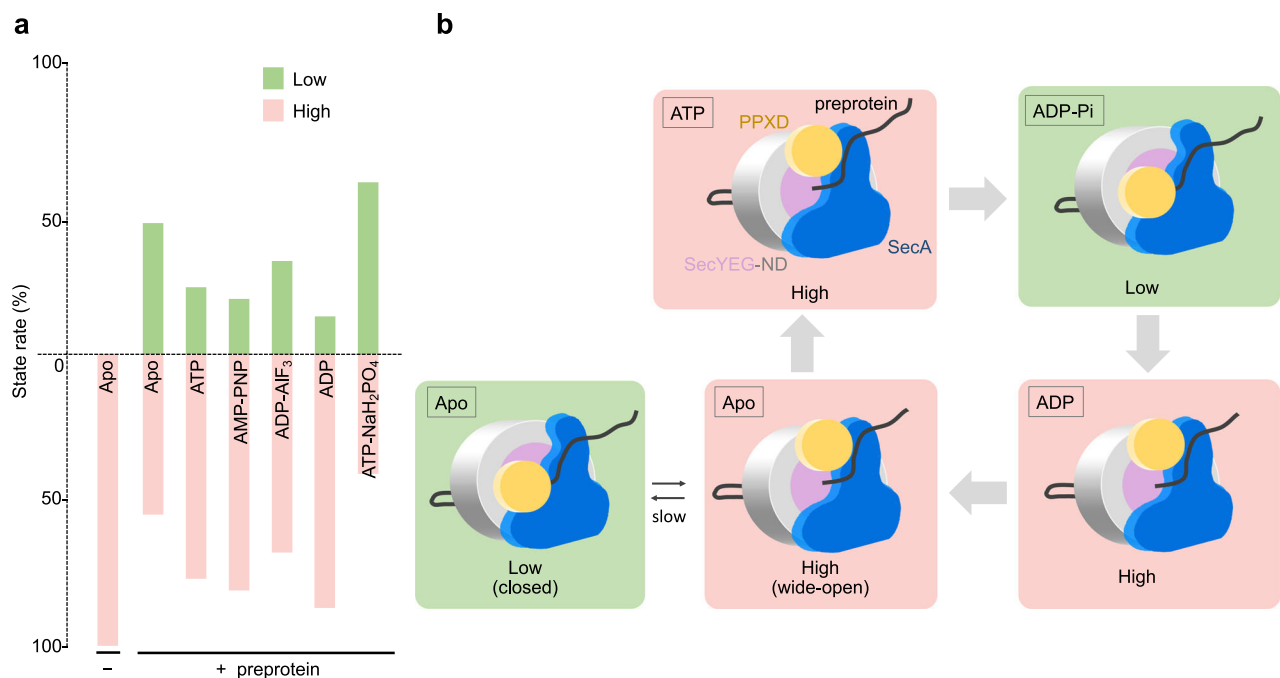 a
b
100
50
0
50
100
State rate (%)
Low
High
Apo
Apo
ATP
AMP-PNP
ADP-AlF₃
ADP
ATP-NaH₂PO₄
−
+ preprotein
ATP
preprotein
PPXD
SecA
SecYEG-ND
High
ADP-Pi
Low
Apo
Low
(closed)
slow
Apo
High
(wide-open)
ADP
High